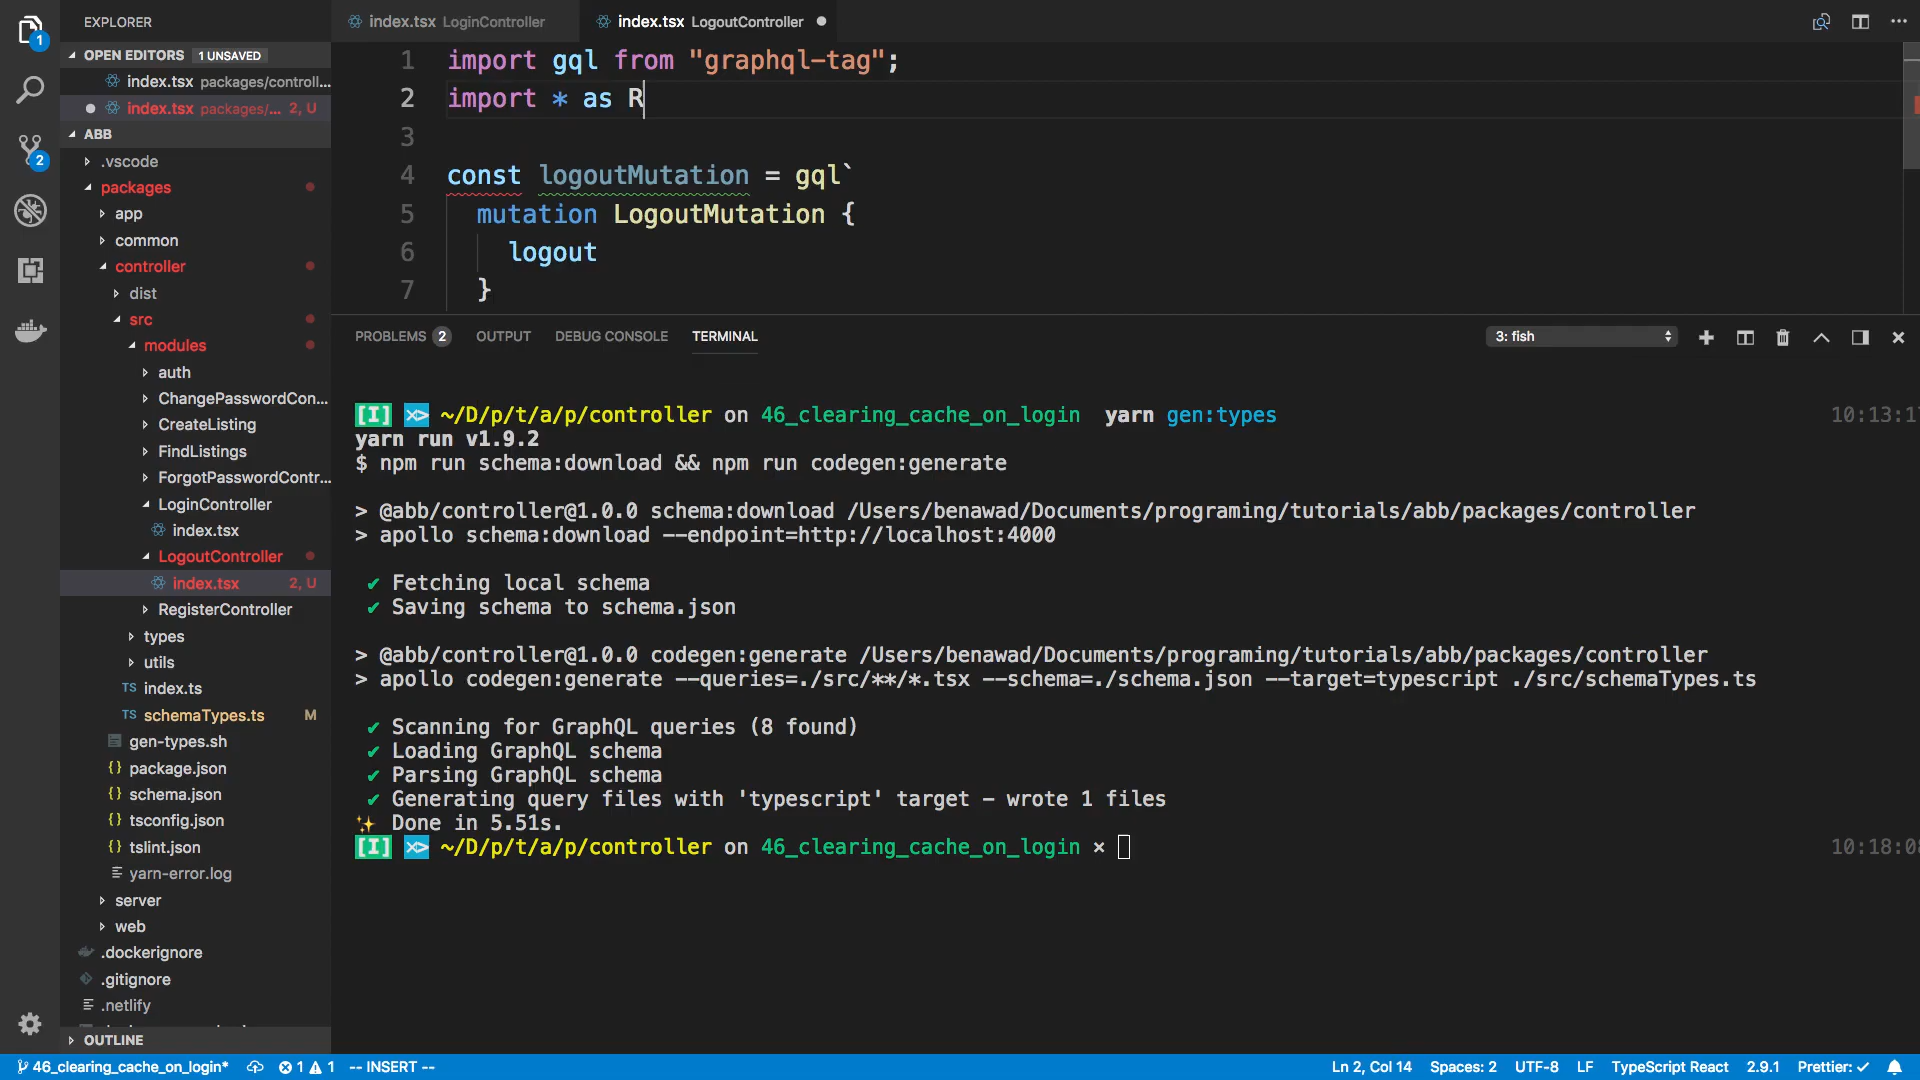 EXPLORER
OPEN EDITORS 1 UNSAVED
index.tsx packages/controll...
index.tsx packages/... 2, U
ABB
.vscode
packages
app
common
controller
dist
src
modules
auth
ChangePasswordCon...
CreateListing
FindListings
ForgotPasswordContr...
LoginController
index.tsx
LogoutController
index.tsx 2, U
RegisterController
types
utils
TS index.ts
TS schemaTypes.ts M
gen-types.sh
{} package.json
{} schema.json
{} tsconfig.json
{} tslint.json
yarn-error.log
server
web
.dockerignore
.gitignore
.netlify
OUTLINE
1
2
index.tsx LoginController
index.tsx LogoutController
1 import gql from "graphql-tag";
2 import * as R
3
4 const logoutMutation = gql`
5 mutation LogoutMutation {
6 logout
7 }
PROBLEMS 2 OUTPUT DEBUG CONSOLE TERMINAL 3: fish
[I] ~/D/p/t/a/p/controller on 46_clearing_cache_on_login yarn gen:types 10:13:1
yarn run v1.9.2
$ npm run schema:download && npm run codegen:generate
> @abb/controller@1.0.0 schema:download /Users/benawad/Documents/programing/tutorials/abb/packages/controller
> apollo schema:download --endpoint=http://localhost:4000
✔ Fetching local schema
✔ Saving schema to schema.json
> @abb/controller@1.0.0 codegen:generate /Users/benawad/Documents/programing/tutorials/abb/packages/controller
> apollo codegen:generate --queries=./src/**/*.tsx --schema=./schema.json --target=typescript ./src/schemaTypes.ts
✔ Scanning for GraphQL queries (8 found)
✔ Loading GraphQL schema
✔ Parsing GraphQL schema
✔ Generating query files with 'typescript' target – wrote 1 files
✨ Done in 5.51s.
[I] ~/D/p/t/a/p/controller on 46_clearing_cache_on_login × 10:18:0
46_clearing_cache_on_login* 1 1 -- INSERT -- Ln 2, Col 14 Spaces: 2 UTF-8 LF TypeScript React 2.9.1 Prettier: ✓